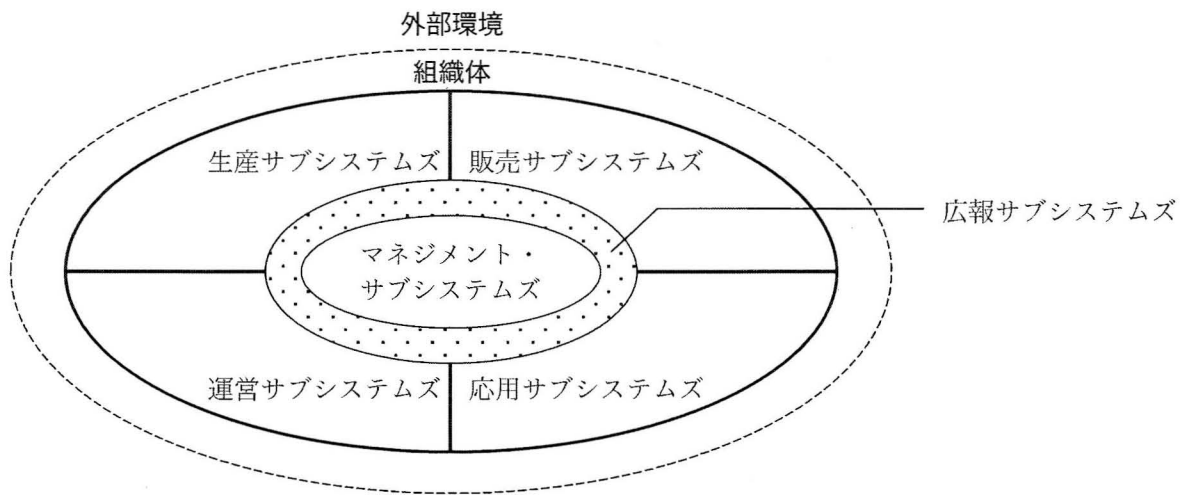 外部環境
組織体
生産サブシステムズ
販売サブシステムズ
広報サブシステムズ
マネジメント・
サブシステムズ
運営サブシステムズ
応用サブシステムズ